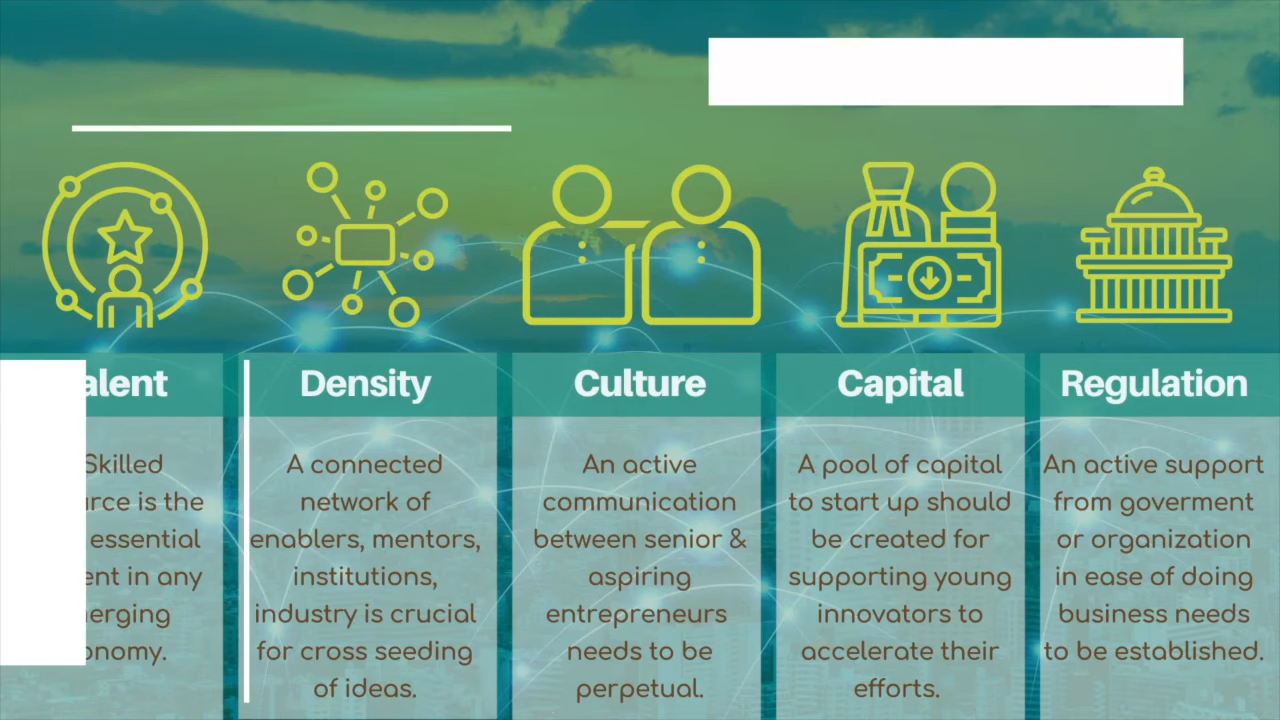 alent
Skilled
urce is the
essential
ent in any
erging
onomy.
Density
A connected
network of
enablers, mentors,
institutions,
industry is crucial
for cross seeding
of ideas.
Culture
An active
communication
between senior &
aspiring
entrepreneurs
needs to be
perpetual.
Capital
A pool of capital
to start up should
be created for
supporting young
innovators to
accelerate their
efforts.
Regulation
An active support
from goverment
or organization
in ease of doing
business needs
to be established.